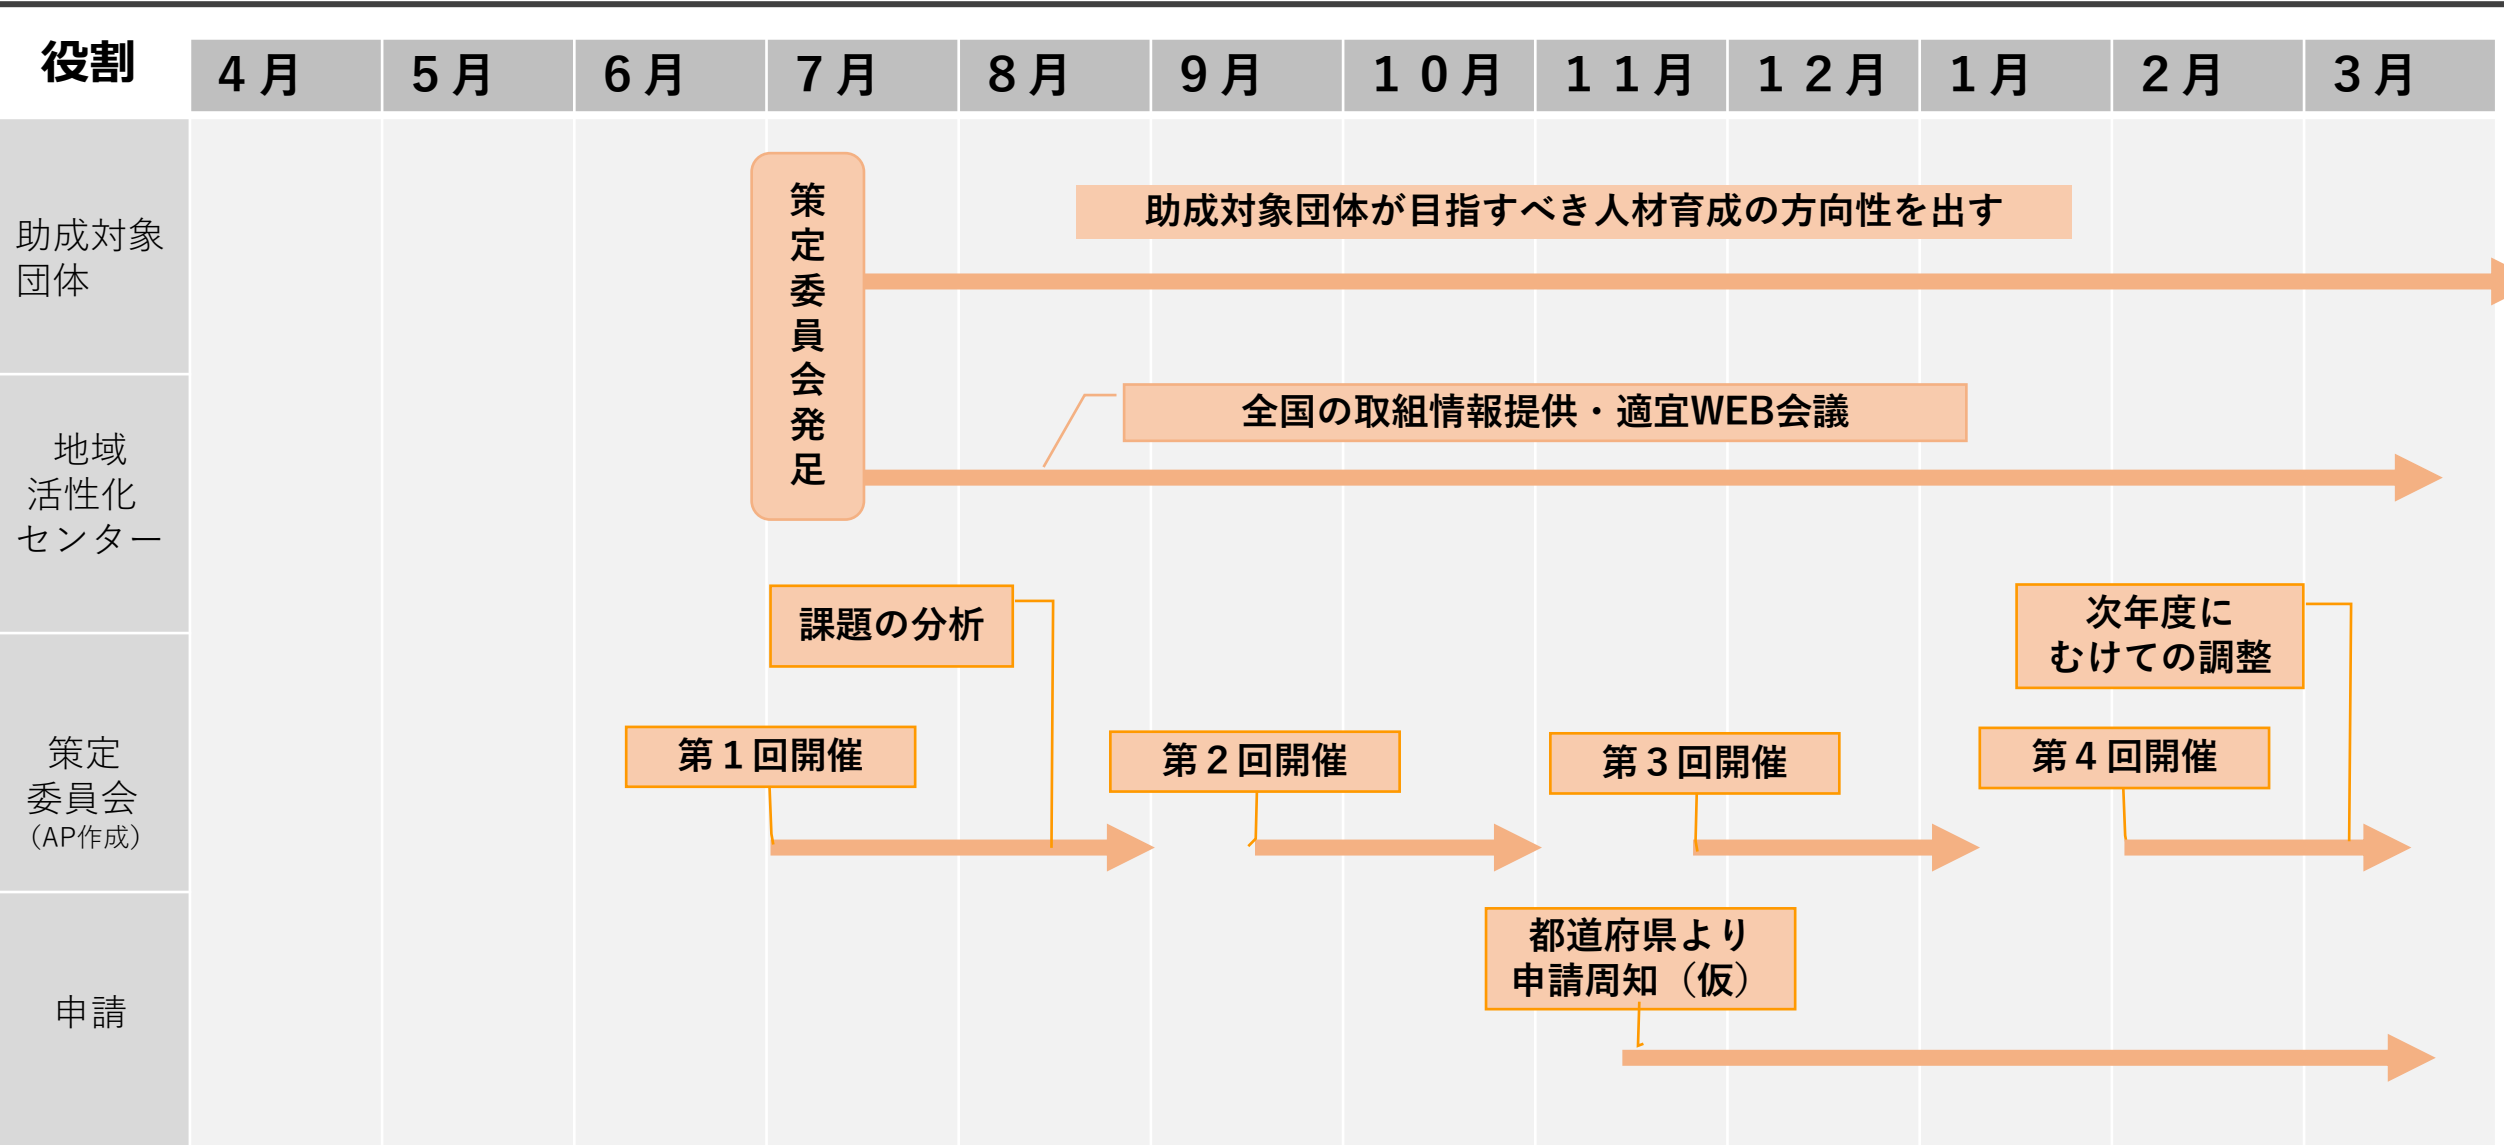 役割
４月
５月
６月
７月
８月
９月
１０月
１１月
１２月
１月
２月
３月
助成対象
団体
策定委員会発足
助成対象団体が目指すべき人材育成の方向性を出す
地域
活性化
センター
全国の取組情報提供・適宜WEB会議
策定
委員会
（AP作成）
課題の分析
次年度に
むけての調整
第１回開催
第２回開催
第３回開催
第４回開催
申請
都道府県より
申請周知（仮）